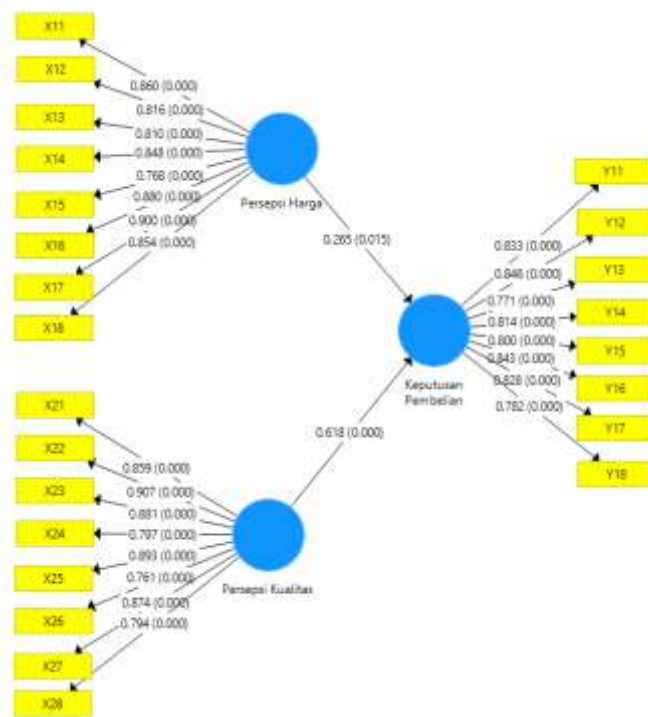 X11
X12
X13
X14
X15
X16
X17
X18
0.860 (0.000)
0.816 (0.000)
0.810 (0.000)
0.848 (0.000)
0.768 (0.000)
0.880 (0.000)
0.900 (0.000)
0.854 (0.000)
Persepsi Harga
0.265 (0.015)
X21
X22
X23
X24
X25
X26
X27
X28
0.859 (0.000)
0.907 (0.000)
0.881 (0.000)
0.797 (0.000)
0.893 (0.000)
0.761 (0.000)
0.874 (0.000)
0.794 (0.000)
Persepsi Kualitas
0.618 (0.000)
Keputusan
Pembelian
0.833 (0.000)
0.846 (0.000)
0.771 (0.000)
0.814 (0.000)
0.800 (0.000)
0.843 (0.000)
0.828 (0.000)
0.782 (0.000)
Y11
Y12
Y13
Y14
Y15
Y16
Y17
Y18